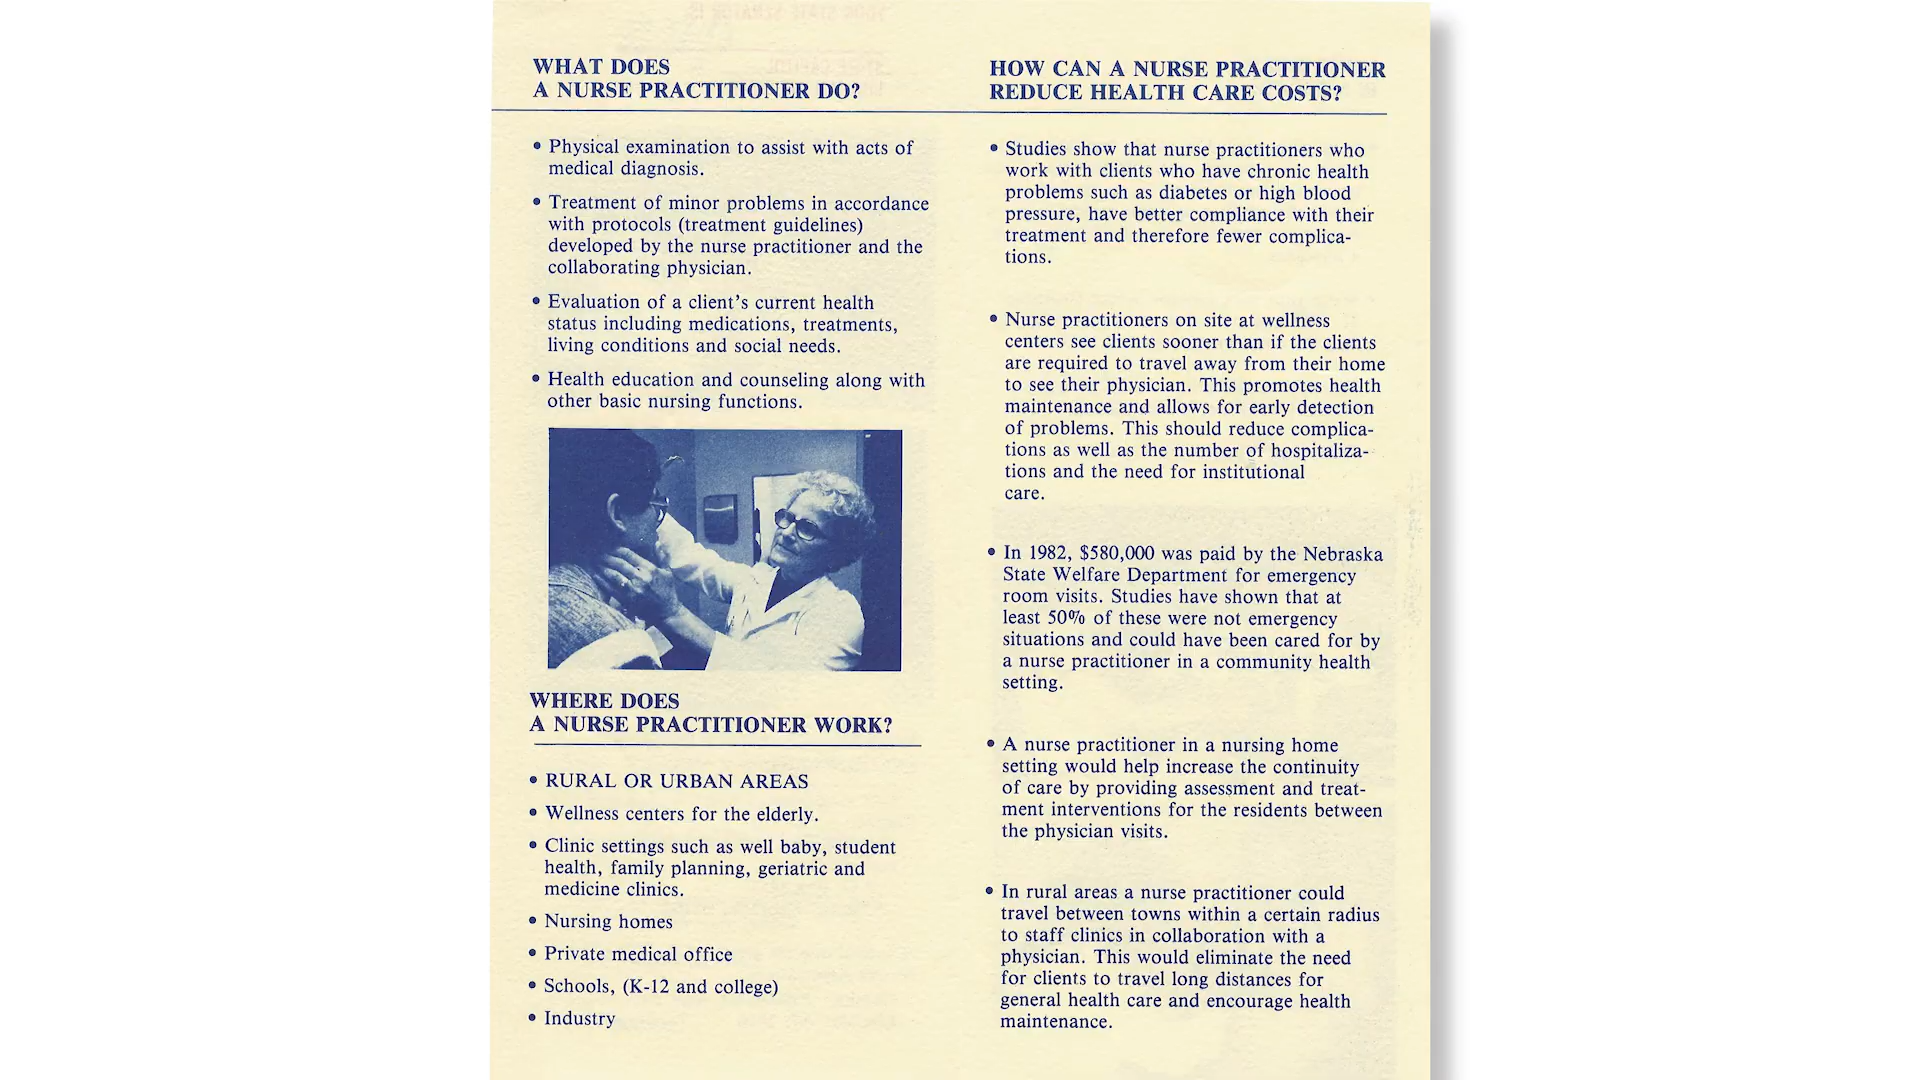 WHAT DOES
A NURSE PRACTITIONER DO?
• Physical examination to assist with acts of
medical diagnosis.
• Treatment of minor problems in accordance
with protocols (treatment guidelines)
developed by the nurse practitioner and the
collaborating physician.
• Evaluation of a client's current health
status including medications, treatments,
living conditions and social needs.
• Health education and counseling along with
other basic nursing functions.
WHERE DOES
A NURSE PRACTITIONER WORK?
• RURAL OR URBAN AREAS
• Wellness centers for the elderly.
• Clinic settings such as well baby, student
health, family planning, geriatric and
medicine clinics.
• Nursing homes
• Private medical office
• Schools, (K-12 and college)
• Industry
HOW CAN A NURSE PRACTITIONER
REDUCE HEALTH CARE COSTS?
• Studies show that nurse practitioners who
work with clients who have chronic health
problems such as diabetes or high blood
pressure, have better compliance with their
treatment and therefore fewer complica-
tions.
• Nurse practitioners on site at wellness
centers see clients sooner than if the clients
are required to travel away from their home
to see their physician. This promotes health
maintenance and allows for early detection
of problems. This should reduce complica-
tions as well as the number of hospitaliza-
tions and the need for institutional
care.
• In 1982, $580,000 was paid by the Nebraska
State Welfare Department for emergency
room visits. Studies have shown that at
least 50% of these were not emergency
situations and could have been cared for by
a nurse practitioner in a community health
setting.
• A nurse practitioner in a nursing home
setting would help increase the continuity
of care by providing assessment and treat-
ment interventions for the residents between
the physician visits.
• In rural areas a nurse practitioner could
travel between towns within a certain radius
to staff clinics in collaboration with a
physician. This would eliminate the need
for clients to travel long distances for
general health care and encourage health
maintenance.